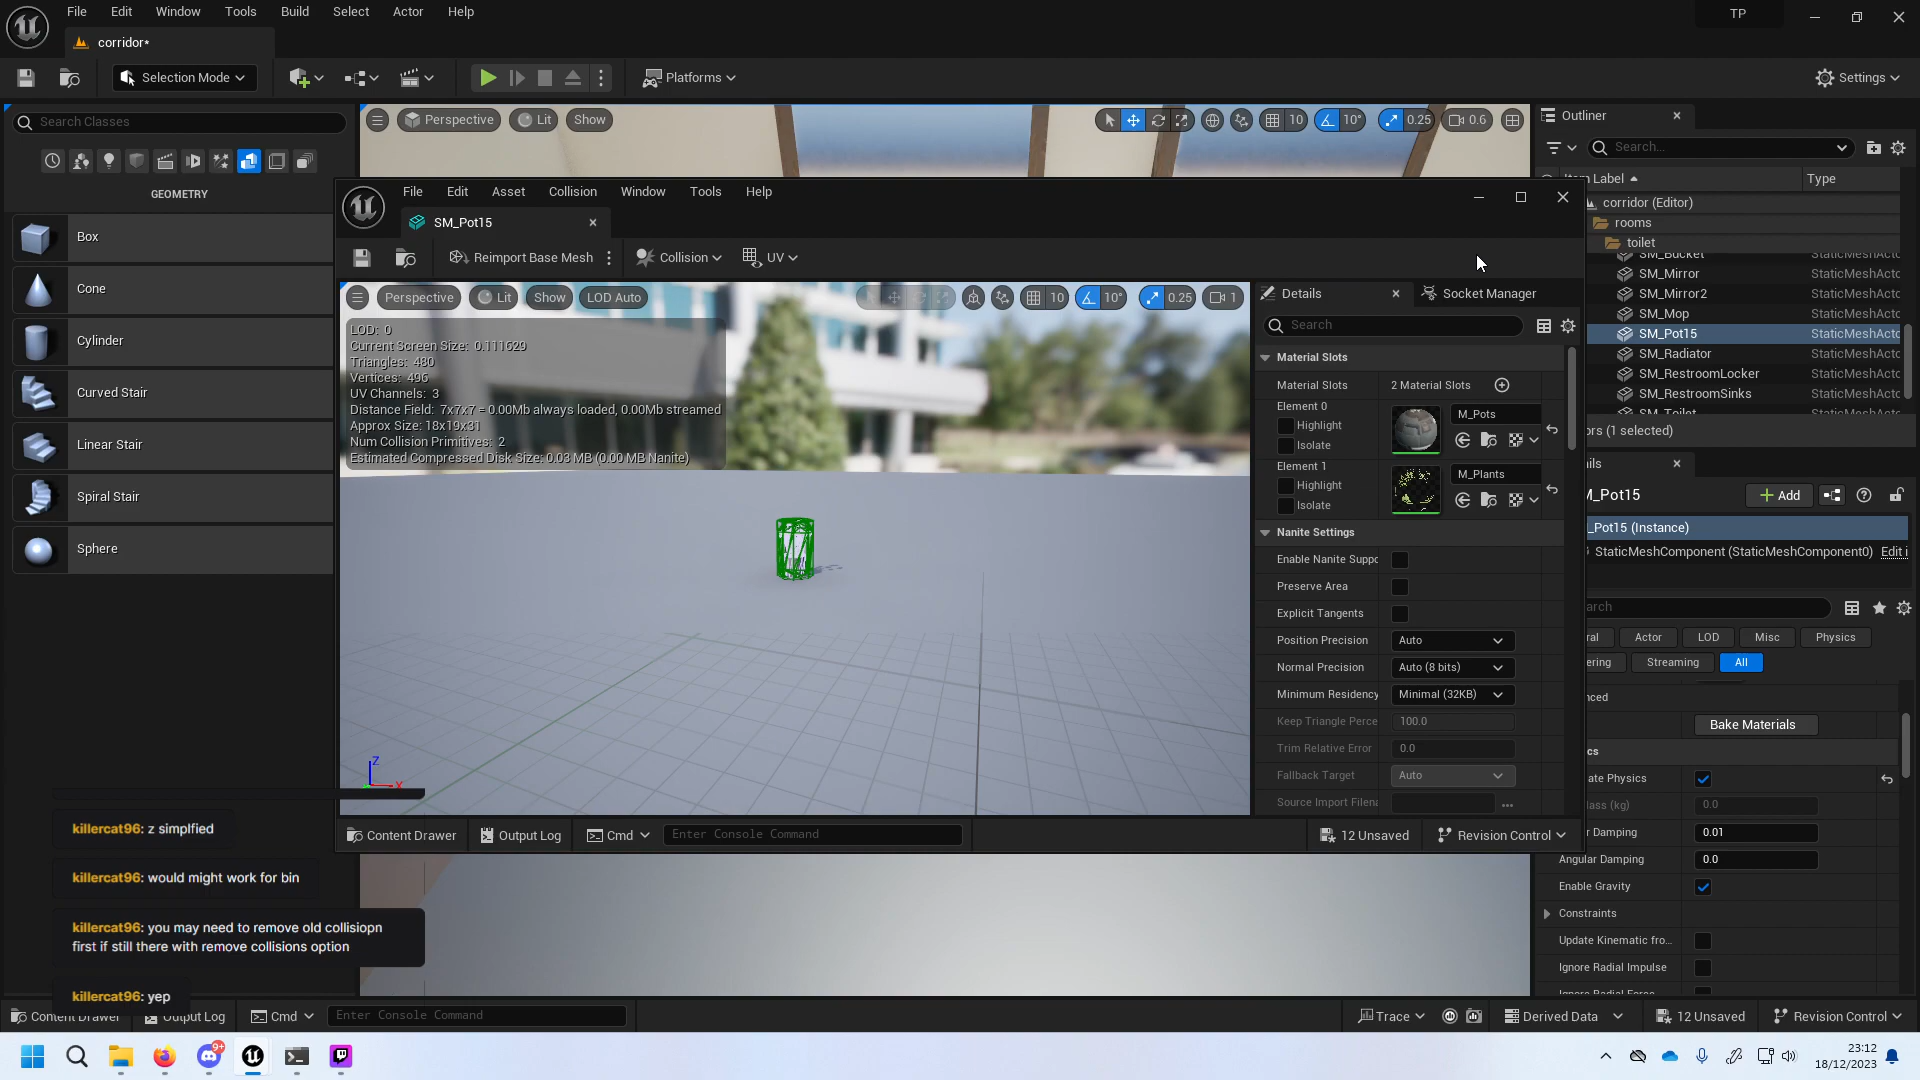 File Edit Window Tools Build Select Actor Help
TP
corridor*
Selection Mode
Platforms
Settings
Search Classes
GEOMETRY
Box
Cone
Cylinder
Curved Stair
Linear Stair
Spiral Stair
Sphere
Perspective Lit Show
10 10° 0.25 0.6
Outliner
Search...
Item Label Type
corridor (Editor)
rooms
toilet
SM_Bucket StaticMeshActo
SM_Mirror StaticMeshActo
SM_Mirror2 StaticMeshActo
SM_Mop StaticMeshActo
SM_Pot15 StaticMeshActo
SM_Radiator StaticMeshActo
SM_RestroomLocker StaticMeshActo
SM_RestroomSinks StaticMeshActo
SM_Toilet StaticMeshActo
ors (1 selected)
File Edit Asset Collision Window Tools Help
SM_Pot15
Reimport Base Mesh
Collision
UV
Perspective Lit Show LOD Auto
10 10° 0.25 1
LOD: 0
Current Screen Size: 0.111629
Triangles: 480
Vertices: 496
UV Channels: 3
Distance Field: 7x7x7 = 0.00Mb always loaded, 0.00Mb streamed
Approx Size: 18x19x31
Num Collision Primitives: 2
Estimated Compressed Disk Size: 0.03 MB (0.00 MB Nanite)
Z
X
Details
Socket Manager
Search
Material Slots
Material Slots 2 Material Slots
Element 0
Highlight
Isolate
M_Pots
Element 1
Highlight
Isolate
M_Plants
Nanite Settings
Enable Nanite Suppo
Preserve Area
Explicit Tangents
Position Precision Auto
Normal Precision Auto (8 bits)
Minimum Residency Minimal (32KB)
Keep Triangle Perce 100.0
Trim Relative Error 0.0
Fallback Target Auto
Source Import Filena
Content Drawer Output Log Cmd Enter Console Command
12 Unsaved Revision Control
ils
M_Pot15
Add
_Pot15 (Instance)
StaticMeshComponent (StaticMeshComponent0) Edit i
arch
ral Actor LOD Misc Physics
ering Streaming All
nced
Bake Materials
cs
ate Physics
lass (kg) 0.0
r Damping 0.01
Angular Damping 0.0
Enable Gravity
Constraints
Update Kinematic fro...
Ignore Radial Impulse
Ignore Radial Force
killercat96: z simplfied
killercat96: would might work for bin
killercat96: you may need to remove old collisiopn
first if still there with remove collisions option
killercat96: yep
Content Drawer Output Log Cmd Enter Console Command
Trace Derived Data 12 Unsaved Revision Control
9+
23:12
18/12/2023